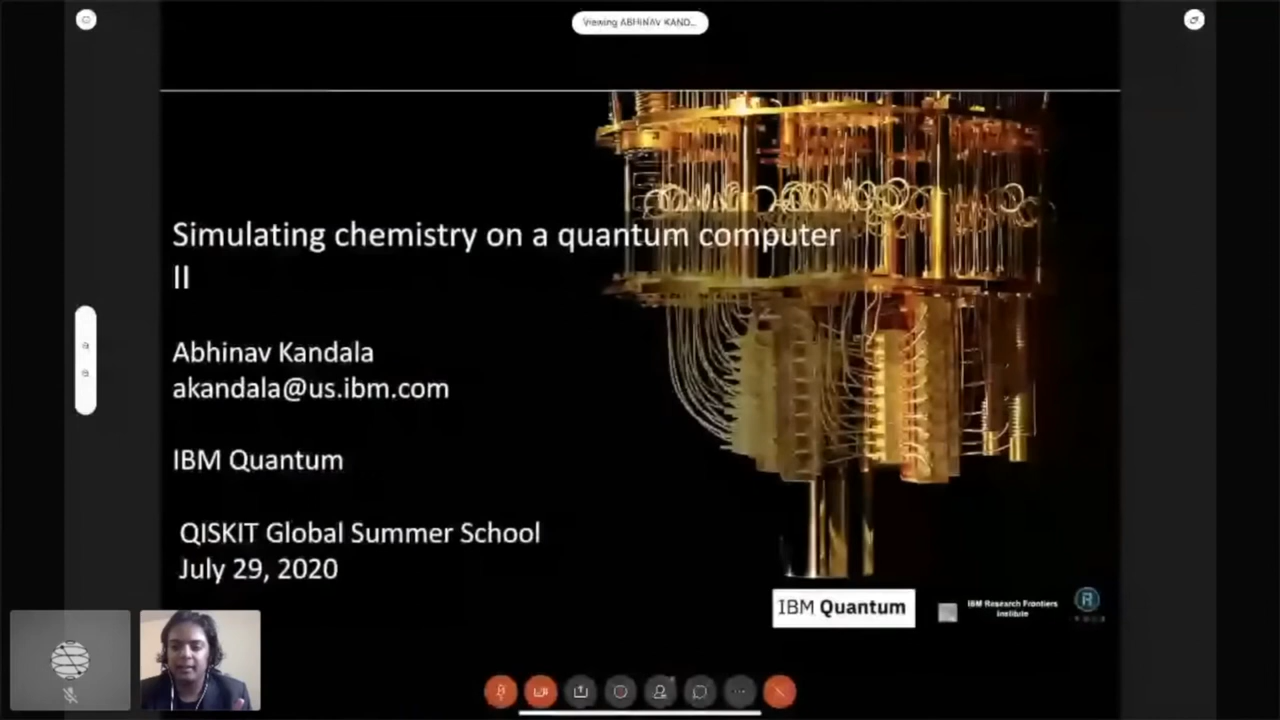 Viewing ABHINAV KAND...
Simulating chemistry on a quantum computer
II
Abhinav Kandala
akandala@us.ibm.com
IBM Quantum
QISKIT Global Summer School
July 29, 2020
IBM Quantum
IBM Research Frontiers
Institute